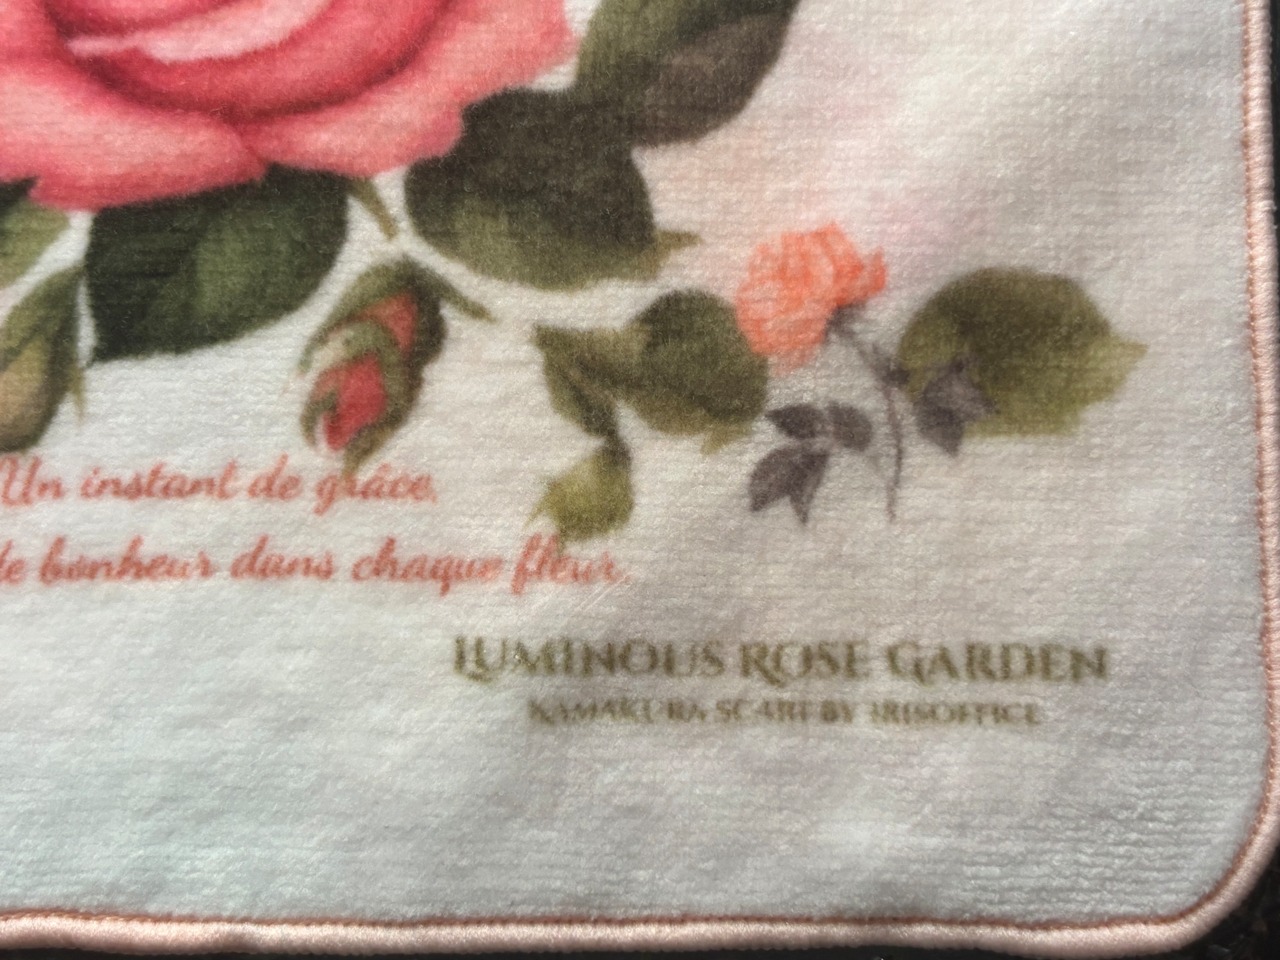 Un instant de grâce,
de bonheur dans chaque fleur.
LUMINOUS ROSE GARDEN
KAMAKURA SCARF BY IRISOFFICE